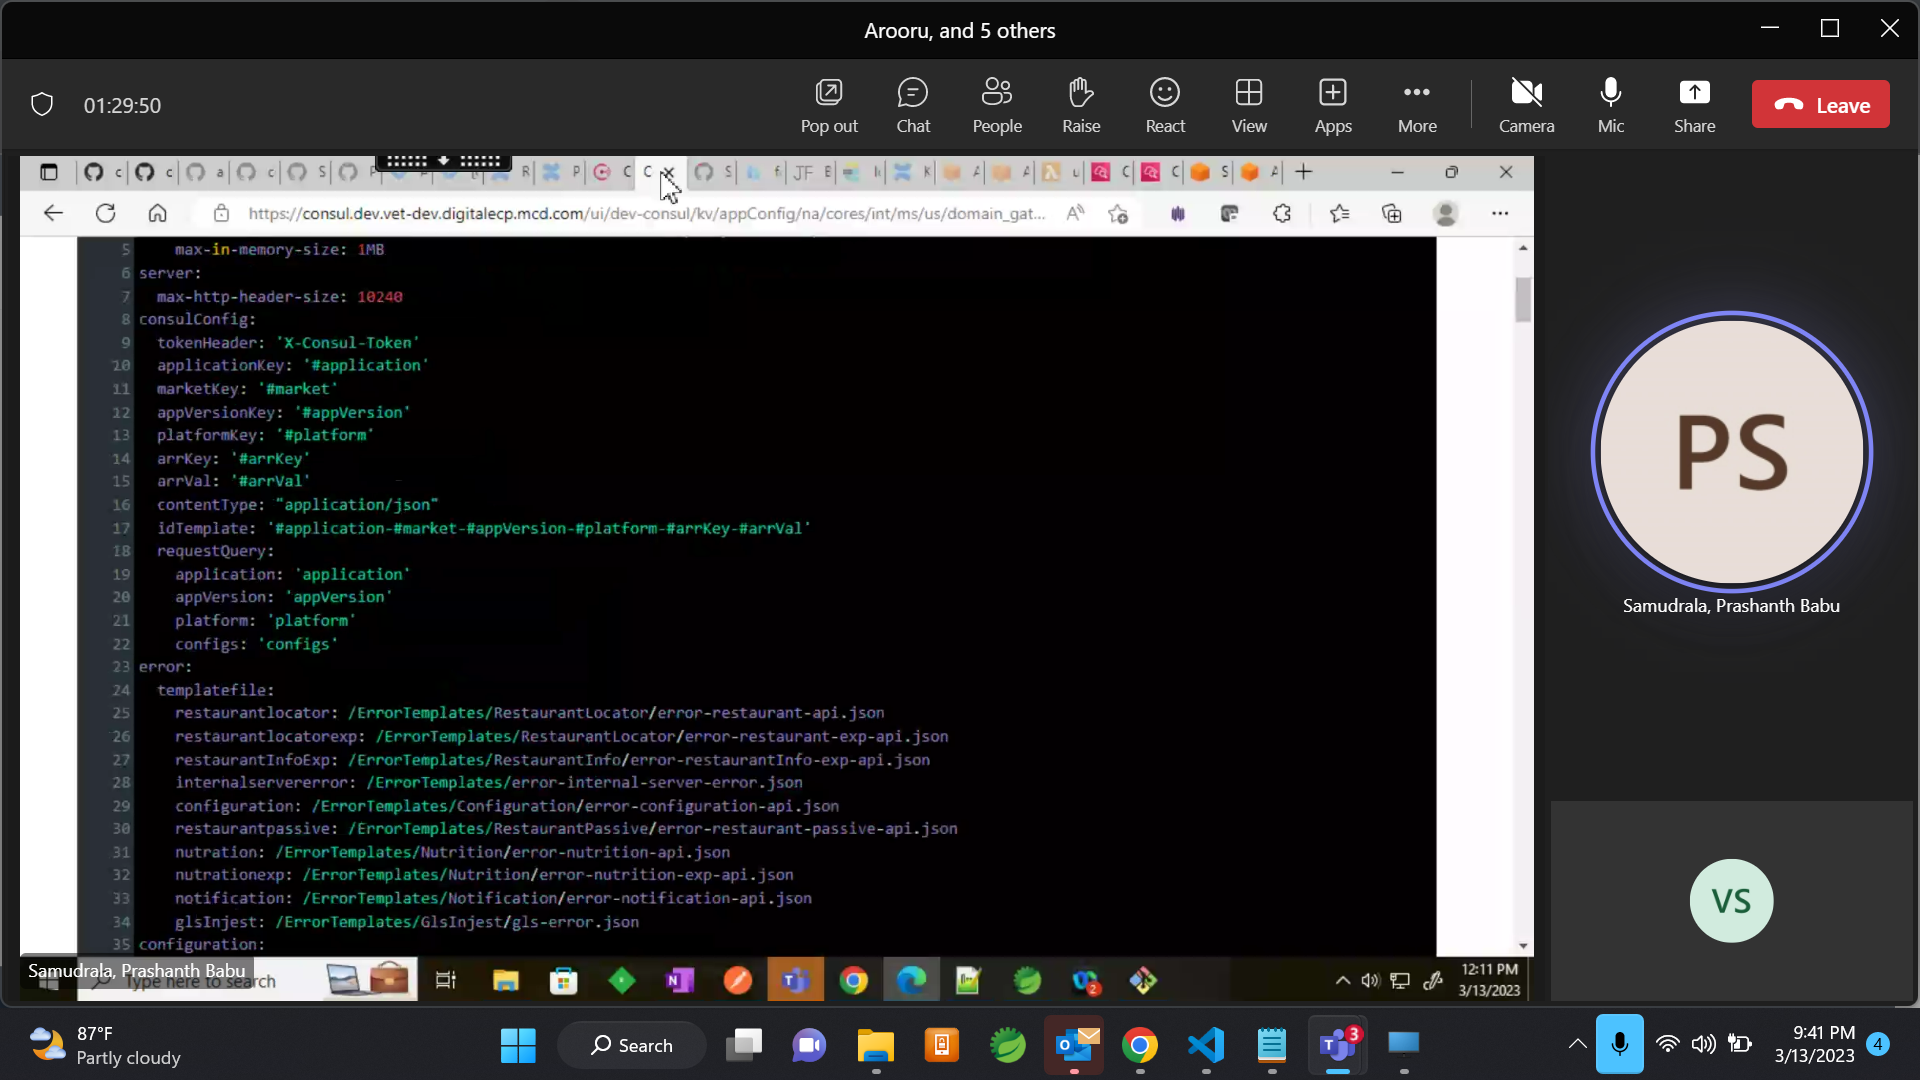 Arooru, and 5 others
01:29:50
Pop out
Chat
People
Raise
React
View
Apps
More
Camera
Mic
Share
Leave
https://consul.dev.vet-dev.digitalecp.mcd.com/ui/dev-consul/kv/appConfig/na/cores/int/ms/us/domain_gat...
5 max-in-memory-size: 1MB
6 server:
7 max-http-header-size: 10240
8 consulConfig:
9 tokenHeader: 'X-Consul-Token'
10 applicationKey: '#application'
11 marketKey: '#market'
12 appVersionKey: '#appVersion'
13 platformKey: '#platform'
14 arrKey: '#arrKey'
15 arrVal: '#arrVal'
16 contentType: "application/json"
17 idTemplate: '#application-#market-#appVersion-#platform-#arrKey-#arrVal'
18 requestQuery:
19 application: 'application'
20 appVersion: 'appVersion'
21 platform: 'platform'
22 configs: 'configs'
23 error:
24 templatefile:
25 restaurantlocator: /ErrorTemplates/RestaurantLocator/error-restaurant-api.json
26 restaurantlocatorexp: /ErrorTemplates/RestaurantLocator/error-restaurant-exp-api.json
27 restaurantInfoExp: /ErrorTemplates/RestaurantInfo/error-restaurantInfo-exp-api.json
28 internalservererror: /ErrorTemplates/error-internal-server-error.json
29 configuration: /ErrorTemplates/Configuration/error-configuration-api.json
30 restaurantpassive: /ErrorTemplates/RestaurantPassive/error-restaurant-passive-api.json
31 nutration: /ErrorTemplates/Nutrition/error-nutrition-api.json
32 nutrationexp: /ErrorTemplates/Nutrition/error-nutrition-exp-api.json
33 notification: /ErrorTemplates/Notification/error-notification-api.json
34 glsInjest: /ErrorTemplates/GlsInjest/gls-error.json
35 configuration:
PS
Samudrala, Prashanth Babu
VS
Samudrala, Prashanth Babu
Type here to search
12:11 PM
3/13/2023
87°F
Partly cloudy
Search
3
9:41 PM
3/13/2023
4